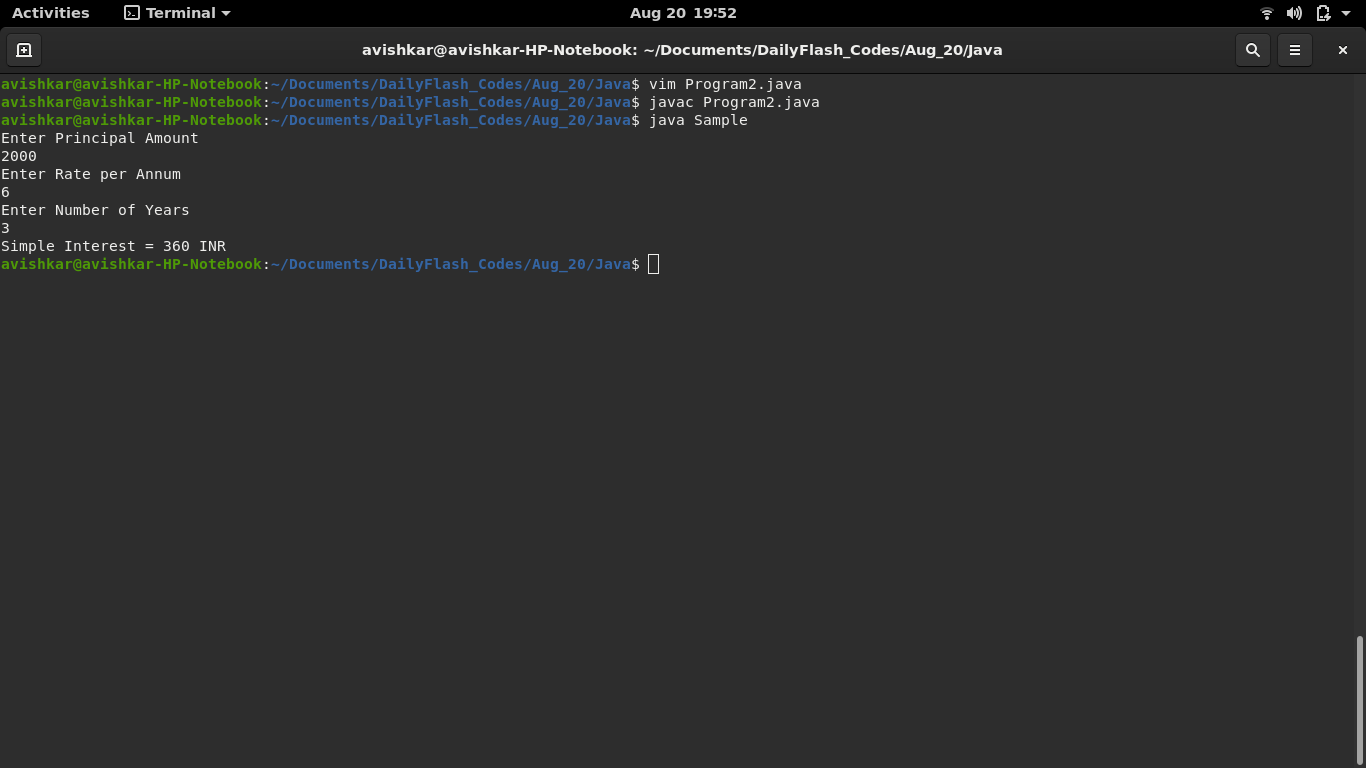 Activities Terminal Aug 20 19:52
avishkar@avishkar-HP-Notebook: ~/Documents/DailyFlash_Codes/Aug_20/Java
avishkar@avishkar-HP-Notebook:~/Documents/DailyFlash_Codes/Aug_20/Java$ vim Program2.java
avishkar@avishkar-HP-Notebook:~/Documents/DailyFlash_Codes/Aug_20/Java$ javac Program2.java
avishkar@avishkar-HP-Notebook:~/Documents/DailyFlash_Codes/Aug_20/Java$ java Sample
Enter Principal Amount
2000
Enter Rate per Annum
6
Enter Number of Years
3
Simple Interest = 360 INR
avishkar@avishkar-HP-Notebook:~/Documents/DailyFlash_Codes/Aug_20/Java$